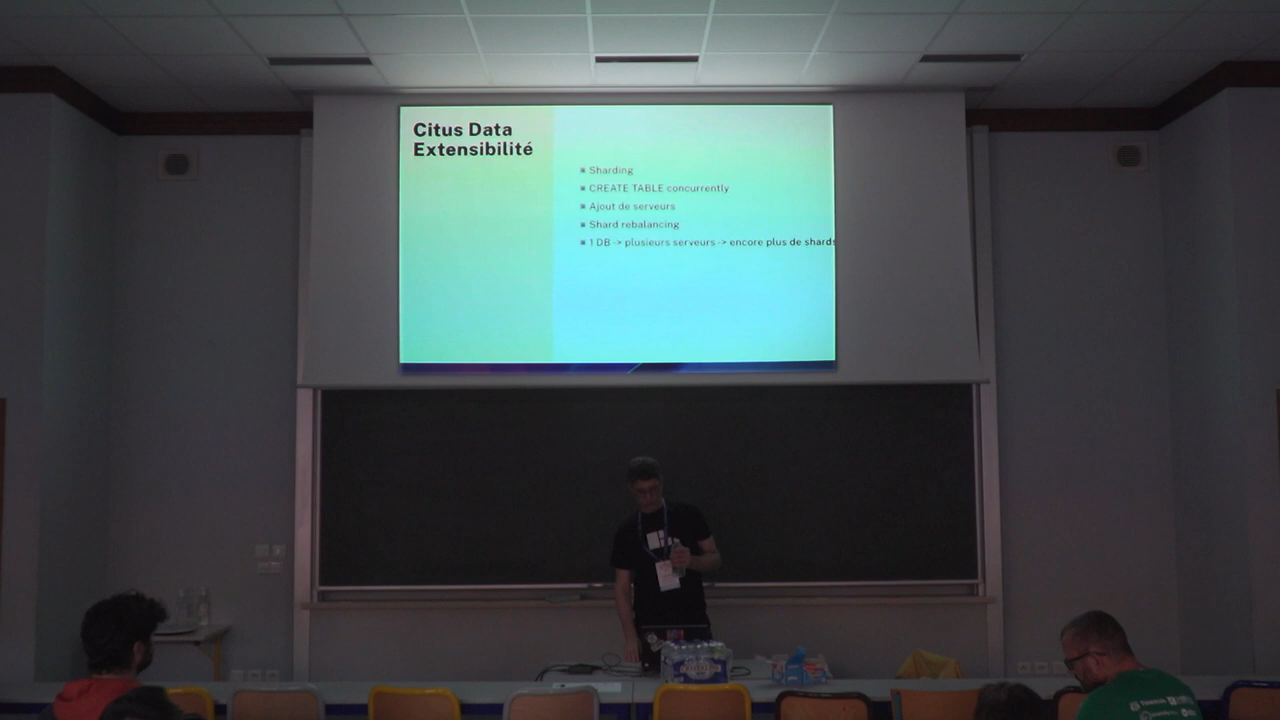 Citus Data
Extensibilité
Sharding
CREATE TABLE concurrently
Ajout de serveurs
Shard rebalancing
1 DB -> plusieurs serveurs -> encore plus de shards